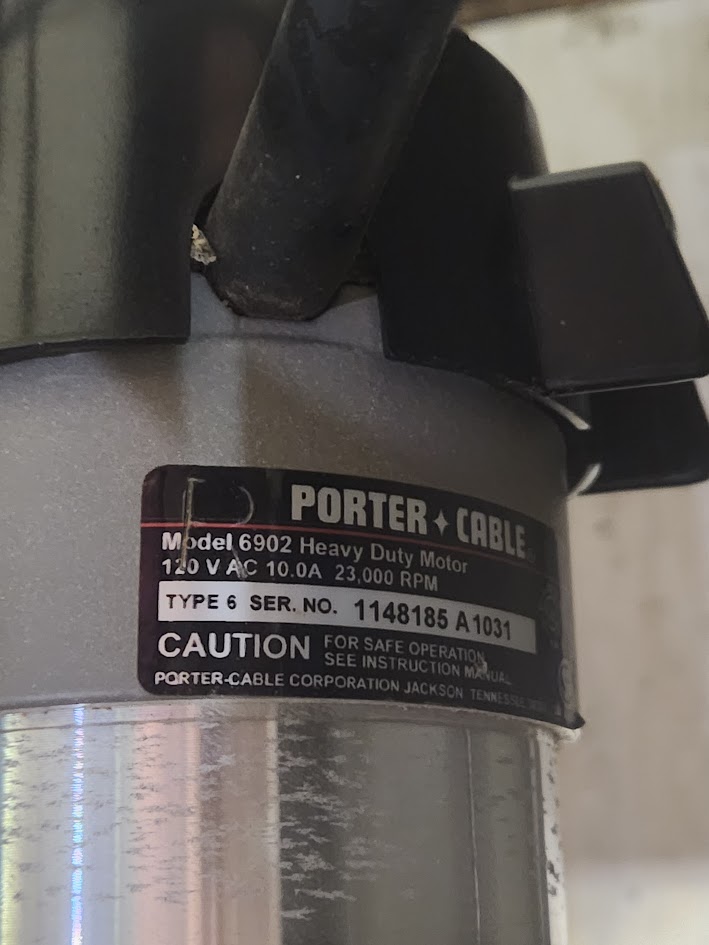 PORTER CABLE
Model 6902 Heavy Duty Motor
120 V AC 10.0A 23,000 RPM
TYPE 6 SER. NO. 1148185 A1031
CAUTION FOR SAFE OPERATION
SEE INSTRUCTION MANUAL
PORTER-CABLE CORPORATION JACKSON TENNESSEE